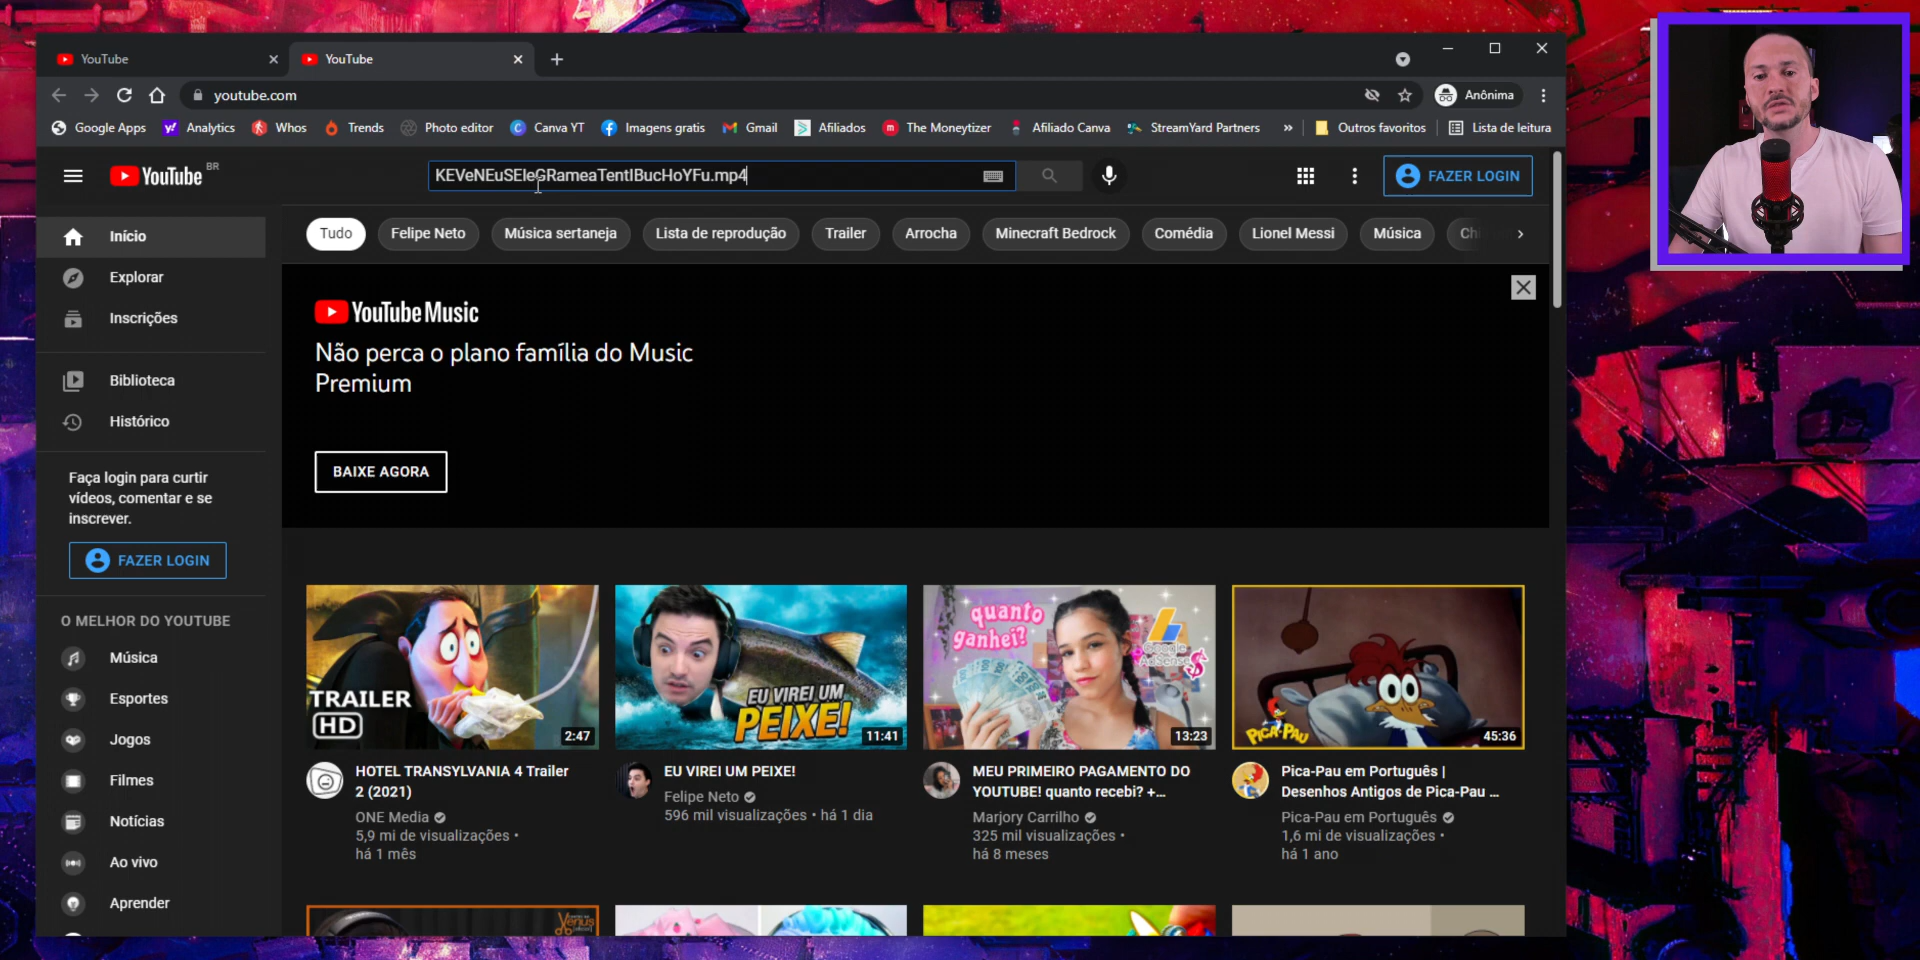 YouTube
YouTube
youtube.com
Anônima
Google Apps
Analytics
Whos
Trends
Photo editor
Canva YT
Imagens gratis
Gmail
Afiliados
The Moneytizer
Afiliado Canva
StreamYard Partners
»
Outros favoritos
Lista de leitura
YouTube BR
KEVeNEuSEleGRameaTentIBucHoYFu.mp4
FAZER LOGIN
Início
Explorar
Inscrições
Biblioteca
Histórico
Faça login para curtir
vídeos, comentar e se
inscrever.
FAZER LOGIN
O MELHOR DO YOUTUBE
Música
Esportes
Jogos
Filmes
Notícias
Ao vivo
Aprender
Tudo
Felipe Neto
Música sertaneja
Lista de reprodução
Trailer
Arrocha
Minecraft Bedrock
Comédia
Lionel Messi
Música
YouTube Music
Não perca o plano família do Music
Premium
BAIXE AGORA
TRAILER
HD
2:47
HOTEL TRANSYLVANIA 4 Trailer
2 (2021)
ONE Media
5,9 mi de visualizações •
há 1 mês
EU VIREI UM
PEIXE!
11:41
EU VIREI UM PEIXE!
Felipe Neto
596 mil visualizações • há 1 dia
quanto
ganhei?
Google
AdSense
13:23
MEU PRIMEIRO PAGAMENTO DO
YOUTUBE! quanto recebi? +...
Marjory Carrilho
325 mil visualizações •
há 8 meses
PICA-PAU
45:36
Pica-Pau em Português |
Desenhos Antigos de Pica-Pau ...
Pica-Pau em Português
1,6 mi de visualizações •
há 1 ano
Venus